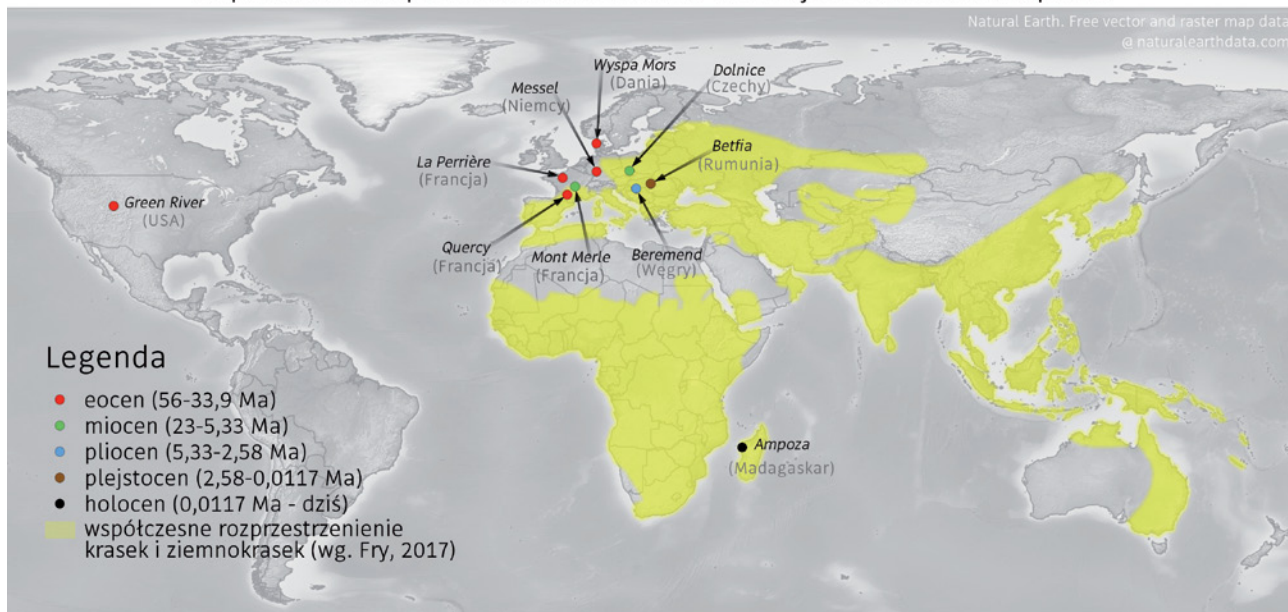 Natural Earth. Free vector and raster map data
@ naturalearthdata.com
Wyspa Mors
(Dania)
Dolnice
(Czechy)
Messel
(Niemcy)
Betfia
(Rumunia)
La Perrière
(Francja)
Green River
(USA)
Quercy
(Francja)
Mont Merle
(Francja)
Beremend
(Węgry)
Legenda
eocen (56-33,9 Ma)
miocen (23-5,33 Ma)
pliocen (5,33-2,58 Ma)
plejstocen (2,58-0,0117 Ma)
holocen (0,0117 Ma - dziś)
współczesne rozprzestrzenienie
krasek i ziemnokrasek (wg. Fry, 2017)
Ampoza
(Madagaskar)